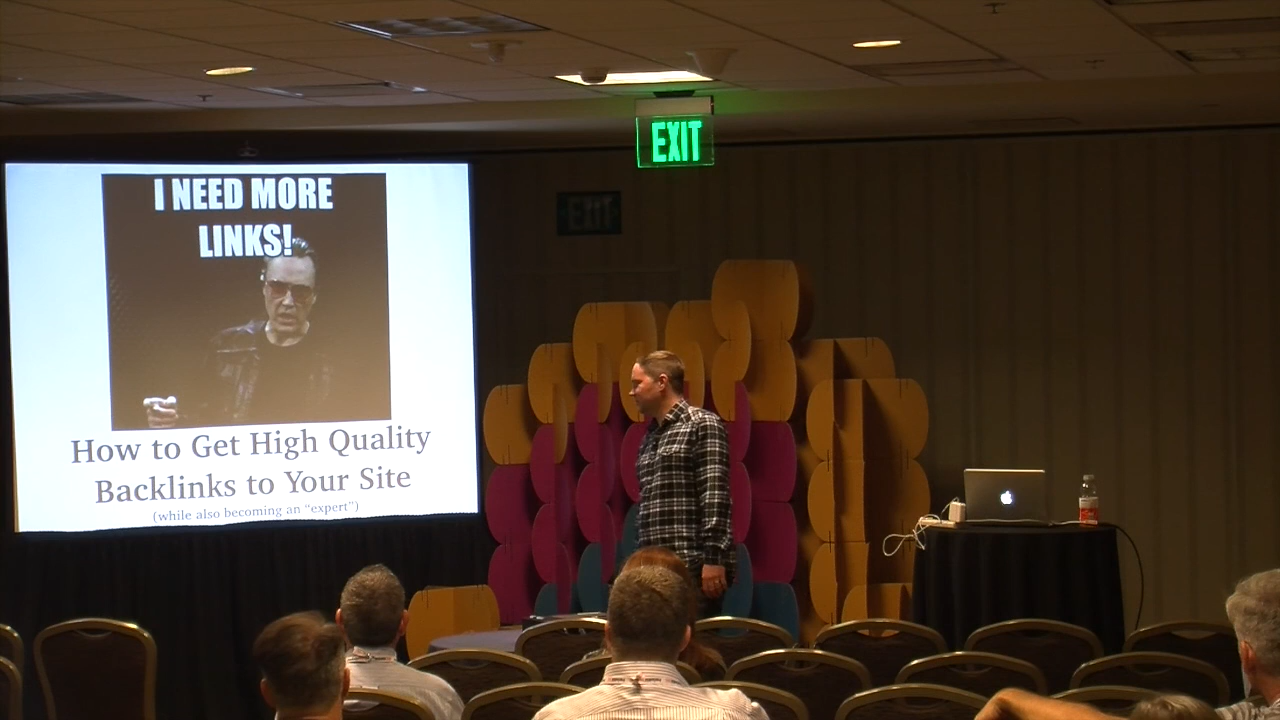 EXIT
EXIT
I NEED MORE
LINKS!
How to Get High Quality
Backlinks to Your Site
(while also becoming an “expert”)